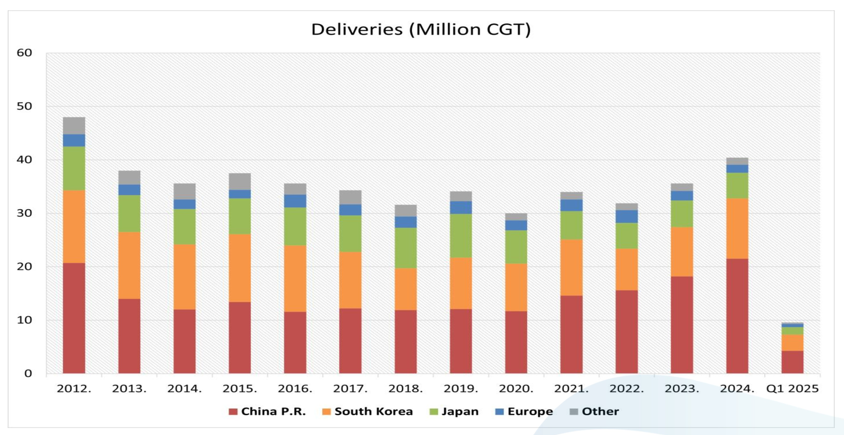 Deliveries (Million CGT)
60
50
40
30
20
10
0
2012. 2013. 2014. 2015. 2016. 2017. 2018. 2019. 2020. 2021. 2022. 2023. 2024. Q1 2025
China P.R. South Korea Japan Europe Other